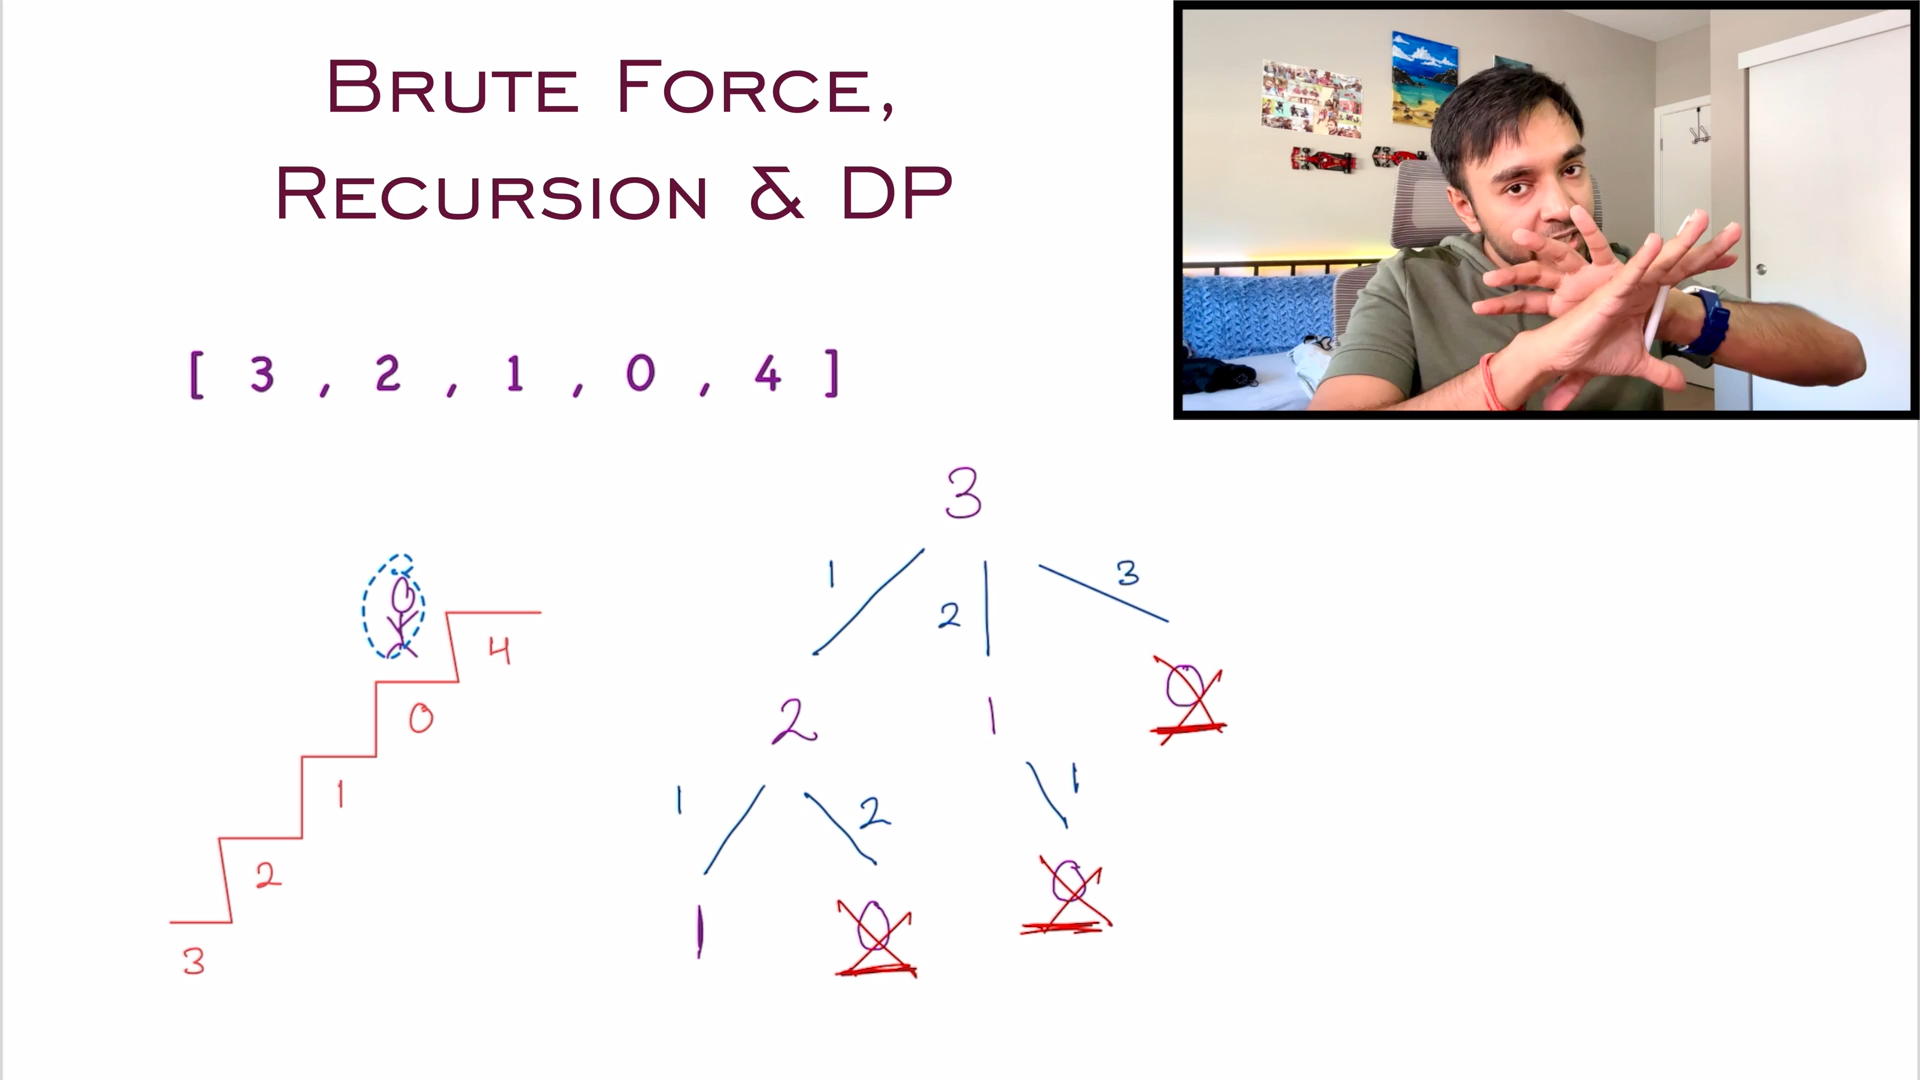 BRUTE FORCE,
RECURSION & DP
[ 3 , 2 , 1 , 0 , 4 ]
3
1 2 3
2 1 0
1 2 1
1 0 0
4
0
1
2
3